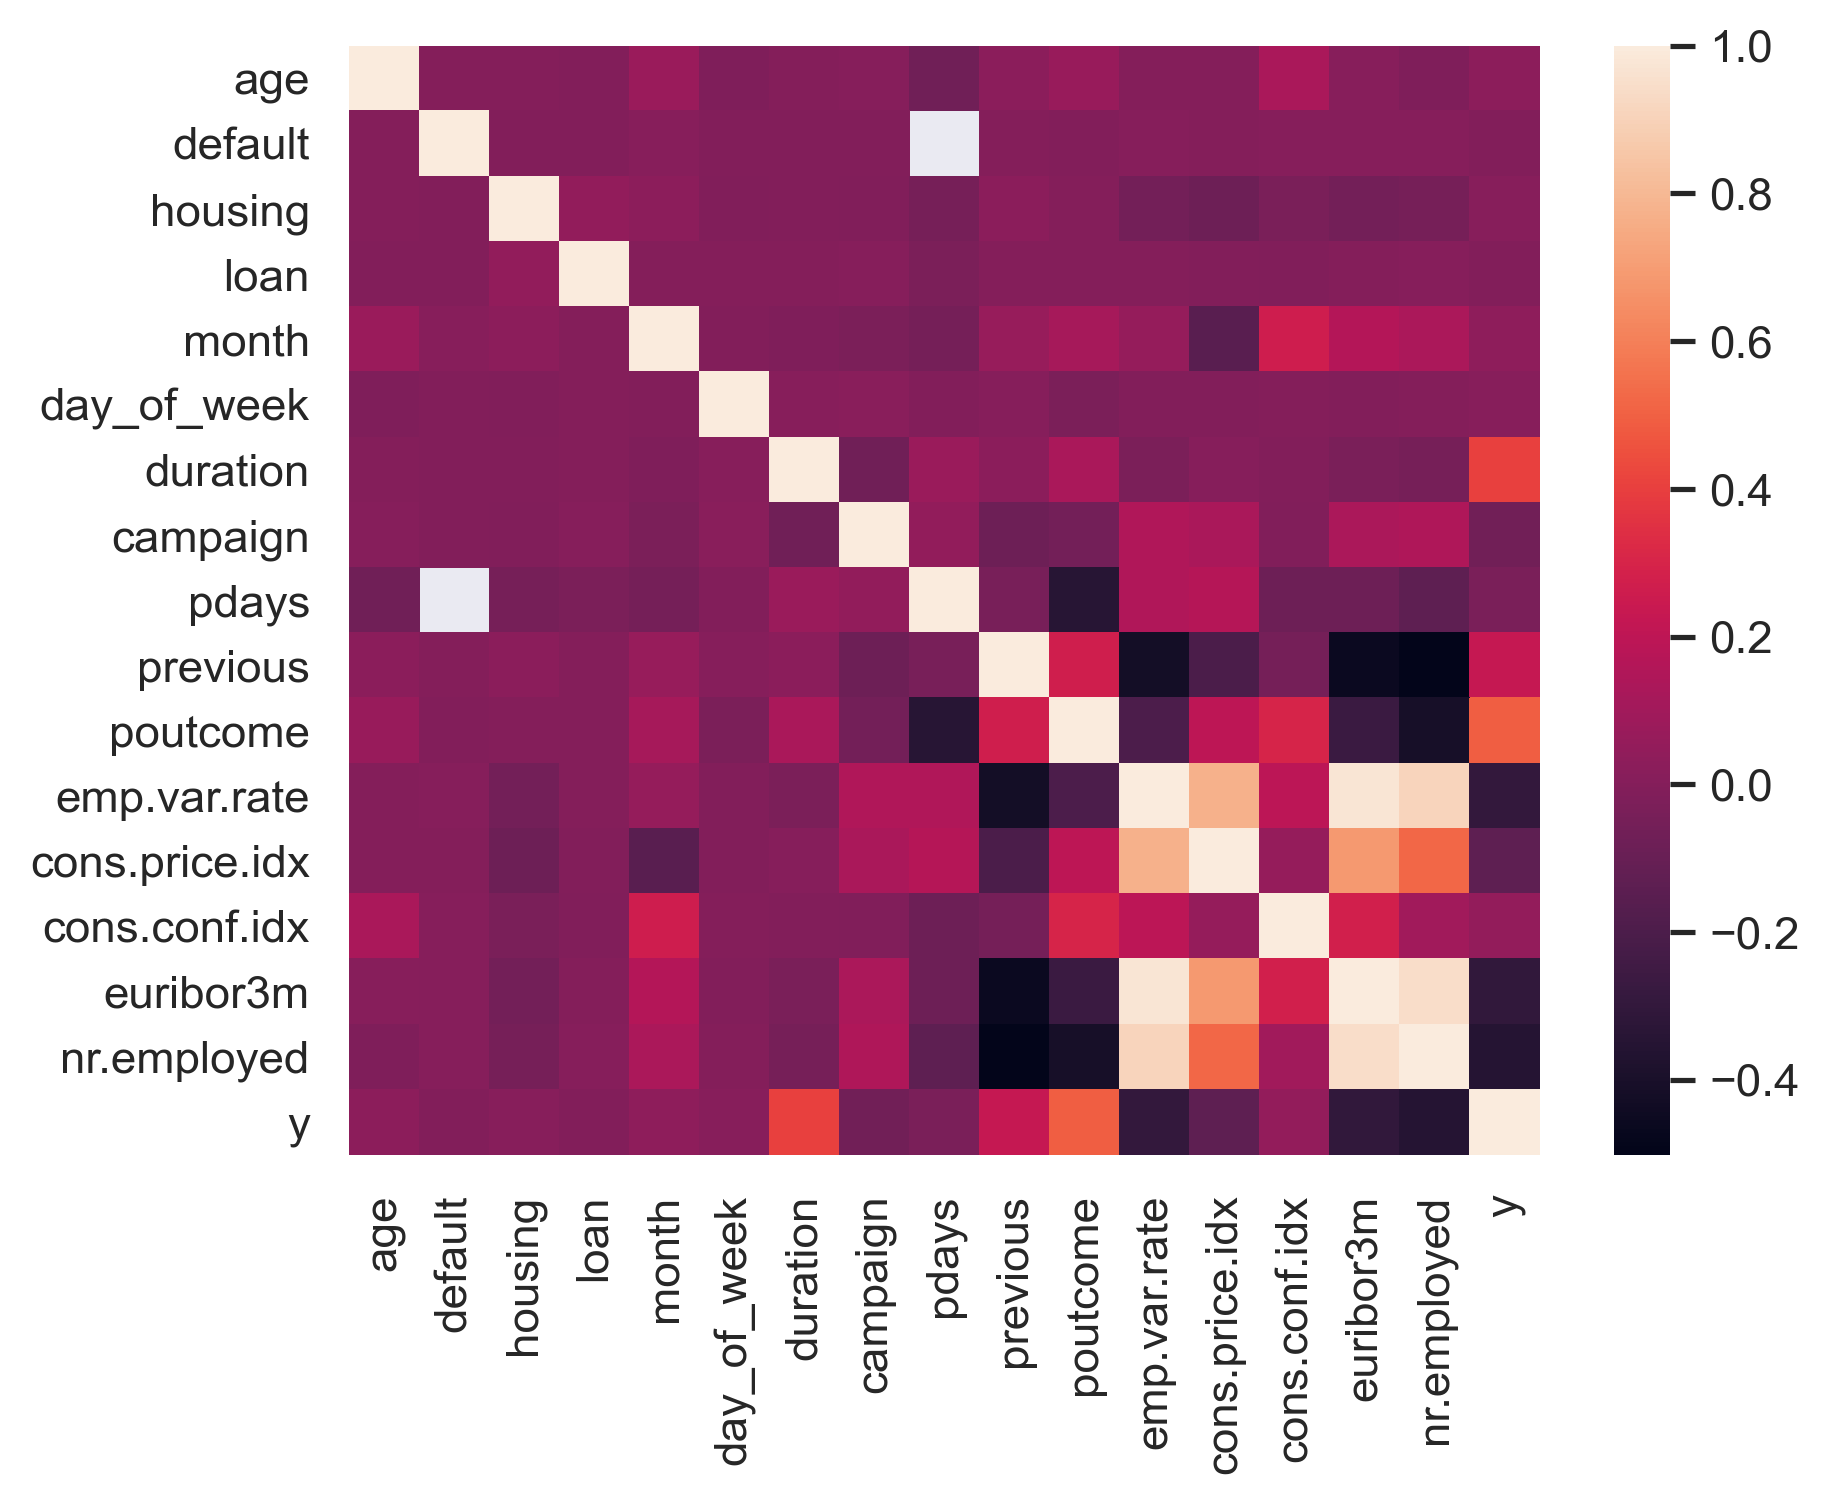 age
default
housing
loan
month
day_of_week
duration
campaign
pdays
previous
poutcome
emp.var.rate
cons.price.idx
cons.conf.idx
euribor3m
nr.employed
y
age
default
housing
loan
month
day_of_week
duration
campaign
pdays
previous
poutcome
emp.var.rate
cons.price.idx
cons.conf.idx
euribor3m
nr.employed
y
1.0
0.8
0.6
0.4
0.2
0.0
−0.2
−0.4